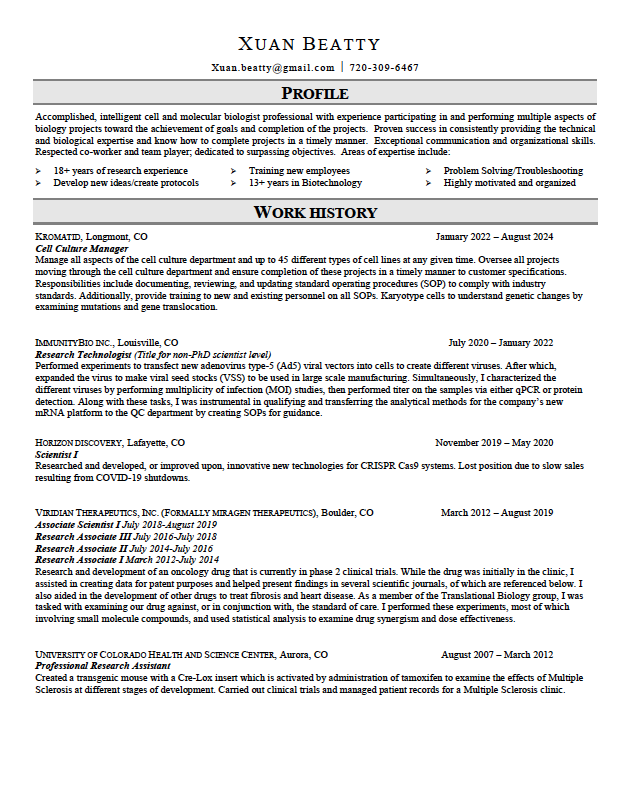 XUAN BEATTY
Xuan.beatty@gmail.com | 720-309-6467
PROFILE
Accomplished, intelligent cell and molecular biologist professional with experience participating in and performing multiple aspects of
biology projects toward the achievement of goals and completion of the projects. Proven success in consistently providing the technical
and biological expertise and know how to complete projects in a timely manner. Exceptional communication and organizational skills.
Respected co-worker and team player; dedicated to surpassing objectives. Areas of expertise include:
➢ 18+ years of research experience ➢ Training new employees ➢ Problem Solving/Troubleshooting
➢ Develop new ideas/create protocols ➢ 13+ years in Biotechnology ➢ Highly motivated and organized
WORK HISTORY
KROMATID, Longmont, CO January 2022 – August 2024
Cell Culture Manager
Manage all aspects of the cell culture department and up to 45 different types of cell lines at any given time. Oversee all projects
moving through the cell culture department and ensure completion of these projects in a timely manner to customer specifications.
Responsibilities include documenting, reviewing, and updating standard operating procedures (SOP) to comply with industry
standards. Additionally, provide training to new and existing personnel on all SOPs. Karyotype cells to understand genetic changes by
examining mutations and gene translocation.
IMMUNITYBIO INC., Louisville, CO July 2020 – January 2022
Research Technologist (Title for non-PhD scientist level)
Performed experiments to transfect new adenovirus type-5 (Ad5) viral vectors into cells to create different viruses. After which,
expanded the virus to make viral seed stocks (VSS) to be used in large scale manufacturing. Simultaneously, I characterized the
different viruses by performing multiplicity of infection (MOI) studies, then performed titer on the samples via either qPCR or protein
detection. Along with these tasks, I was instrumental in qualifying and transferring the analytical methods for the company's new
mRNA platform to the QC department by creating SOPs for guidance.
HORIZON DISCOVERY, Lafayette, CO November 2019 – May 2020
Scientist I
Researched and developed, or improved upon, innovative new technologies for CRISPR Cas9 systems. Lost position due to slow sales
resulting from COVID-19 shutdowns.
VIRIDIAN THERAPEUTICS, INC. (FORMALLY MIRAGEN THERAPEUTICS), Boulder, CO March 2012 – August 2019
Associate Scientist I July 2018-August 2019
Research Associate III July 2016-July 2018
Research Associate II July 2014-July 2016
Research Associate I March 2012-July 2014
Research and development of an oncology drug that is currently in phase 2 clinical trials. While the drug was initially in the clinic, I
assisted in creating data for patent purposes and helped present findings in several scientific journals, of which are referenced below. I
also aided in the development of other drugs to treat fibrosis and heart disease. As a member of the Translational Biology group, I was
tasked with examining our drug against, or in conjunction with, the standard of care. I performed these experiments, most of which
involving small molecule compounds, and used statistical analysis to examine drug synergism and dose effectiveness.
UNIVERSITY OF COLORADO HEALTH AND SCIENCE CENTER, Aurora, CO August 2007 – March 2012
Professional Research Assistant
Created a transgenic mouse with a Cre-Lox insert which is activated by administration of tamoxifen to examine the effects of Multiple
Sclerosis at different stages of development. Carried out clinical trials and managed patient records for a Multiple Sclerosis clinic.